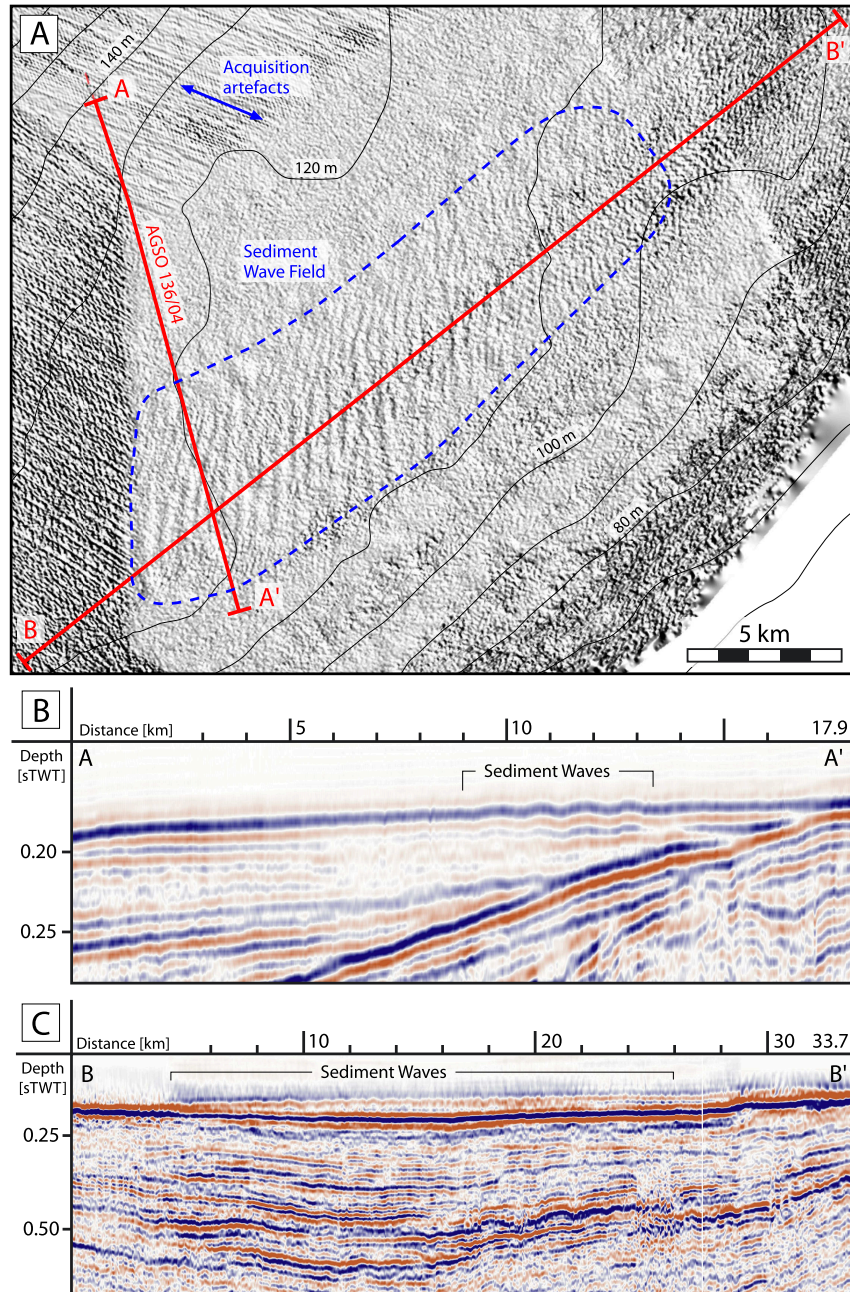 A
140 m
A
Acquisition
artefacts
B'
120 m
AGSO 136/04
Sediment
Wave Field
100 m
80 m
B
A'
5 km
B
Distance [km]
5
10
17.9
Depth
[sTWT]
A
A'
Sediment Waves
0.20
0.25
C
Distance [km]
10
20
30
33.7
Depth
[sTWT]
B
B'
Sediment Waves
0.25
0.50